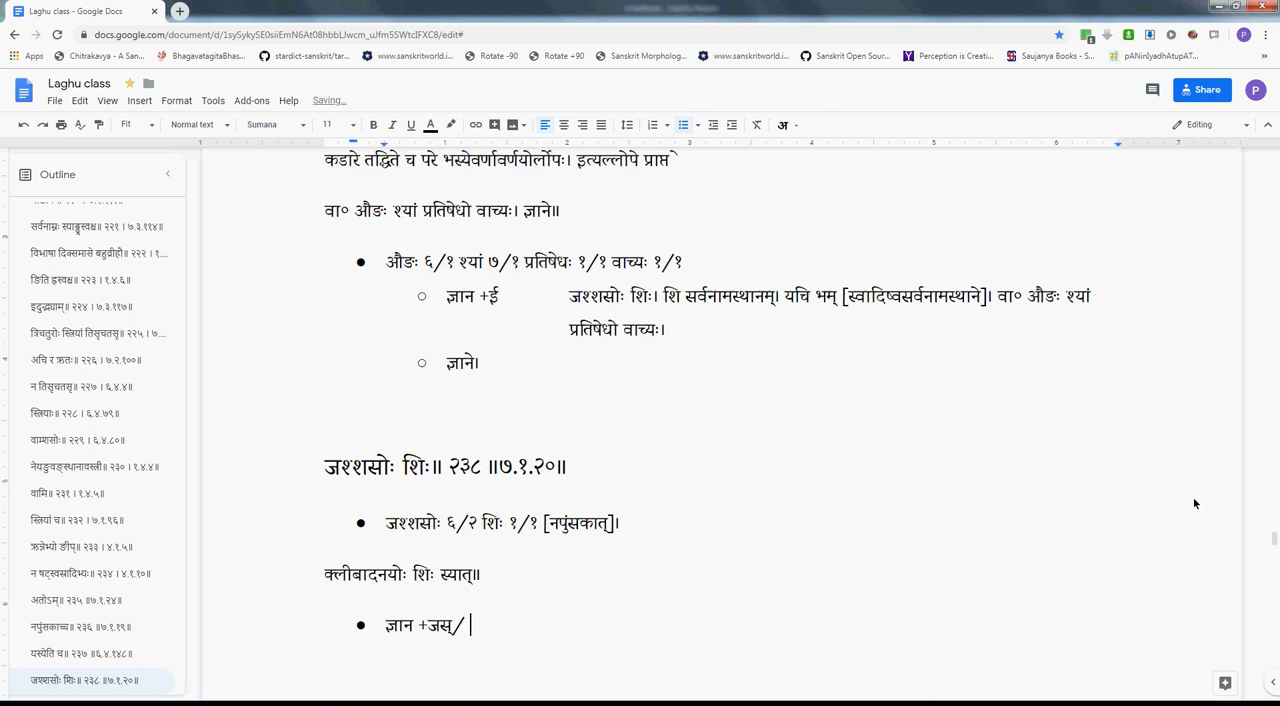 Laghu class - Google Docs
docs.google.com/document/d/1sySykySE0siiEmN6At08hbbLJwcm_uJfm5SWtcIFXC8/edit#
Apps Chitrakavya - A San... BhagavatagitaBhas... stardict-sanskrit/tar... www.sanskritworld.i... Rotate -90 Rotate +90 Sanskrit Morpholog... www.sanskritworld.i... Sanskrit Open Sour... Perception is Creati... Saujanya Books - S... pANinIyadhAtupAT... »
Laghu class
File Edit View Insert Format Tools Add-ons Help Saving...
Share
P
Fit Normal text Sumana 11 B I U A अ Editing
1 1 2 3 4 5 6 7
Outline
सर्वनाम्नः स्याड्ढ्रस्वश्च॥ २२१ । ७.३.११४॥
विभाषा दिक्समासे बहुव्रीहौ॥ २२२ । १...
ङिति ह्रस्वश्च॥ २२३ । १.४.६॥
इदुद्भ्याम्॥ २२४ । ७.३.११७॥
त्रिचतुरोः स्त्रियां तिसृचतसृ॥ २२५ । ७....
अचि र ऋतः॥ २२६ । ७.२.१००॥
न तिसृचतसृ॥ २२७ । ६.४.४॥
स्त्रियाः॥ २२८ । ६.४.७९॥
वाम्शसोः॥ २२९ । ६.४.८०॥
नेयङुवङ्स्थानावस्त्री॥ २३० । १.४.४॥
वामि॥ २३१ । १.४.५॥
स्त्रियां च॥ २३२ । ७.१.९६॥
ऋन्नेभ्यो ङीप्॥ २३३ । ४.१.५॥
न षट्स्वस्रादिभ्यः॥ २३४ । ४.१.१०॥
अतोऽम्॥ २३५ ॥७.१.२४॥
नपुंसकाच्च॥ २३६ ॥७.१.१९॥
यस्येति च॥ २३७ ॥६.४.१४८॥
जश्शसोः शिः॥ २३८ ॥७.१.२०॥
कडारे तद्धिते च परे भस्येवर्णावर्णयोर्लोपः। इत्यल्लोपे प्राप्ते
वा० औङः श्यां प्रतिषेधो वाच्यः। ज्ञाने॥
● औङः ६/१ श्यां ७/१ प्रतिषेधः १/१ वाच्यः १/१
○ ज्ञान +ई जश्शसोः शिः। शि सर्वनामस्थानम्। यचि भम् [स्वादिष्वसर्वनामस्थाने]। वा० औङः श्यां
प्रतिषेधो वाच्यः।
○ ज्ञाने।
जश्शसोः शिः॥ २३८ ॥७.१.२०॥
● जश्शसोः ६/२ शिः १/१ [नपुंसकात्]।
क्लीबादनयोः शिः स्यात्॥
● ज्ञान +जस्/